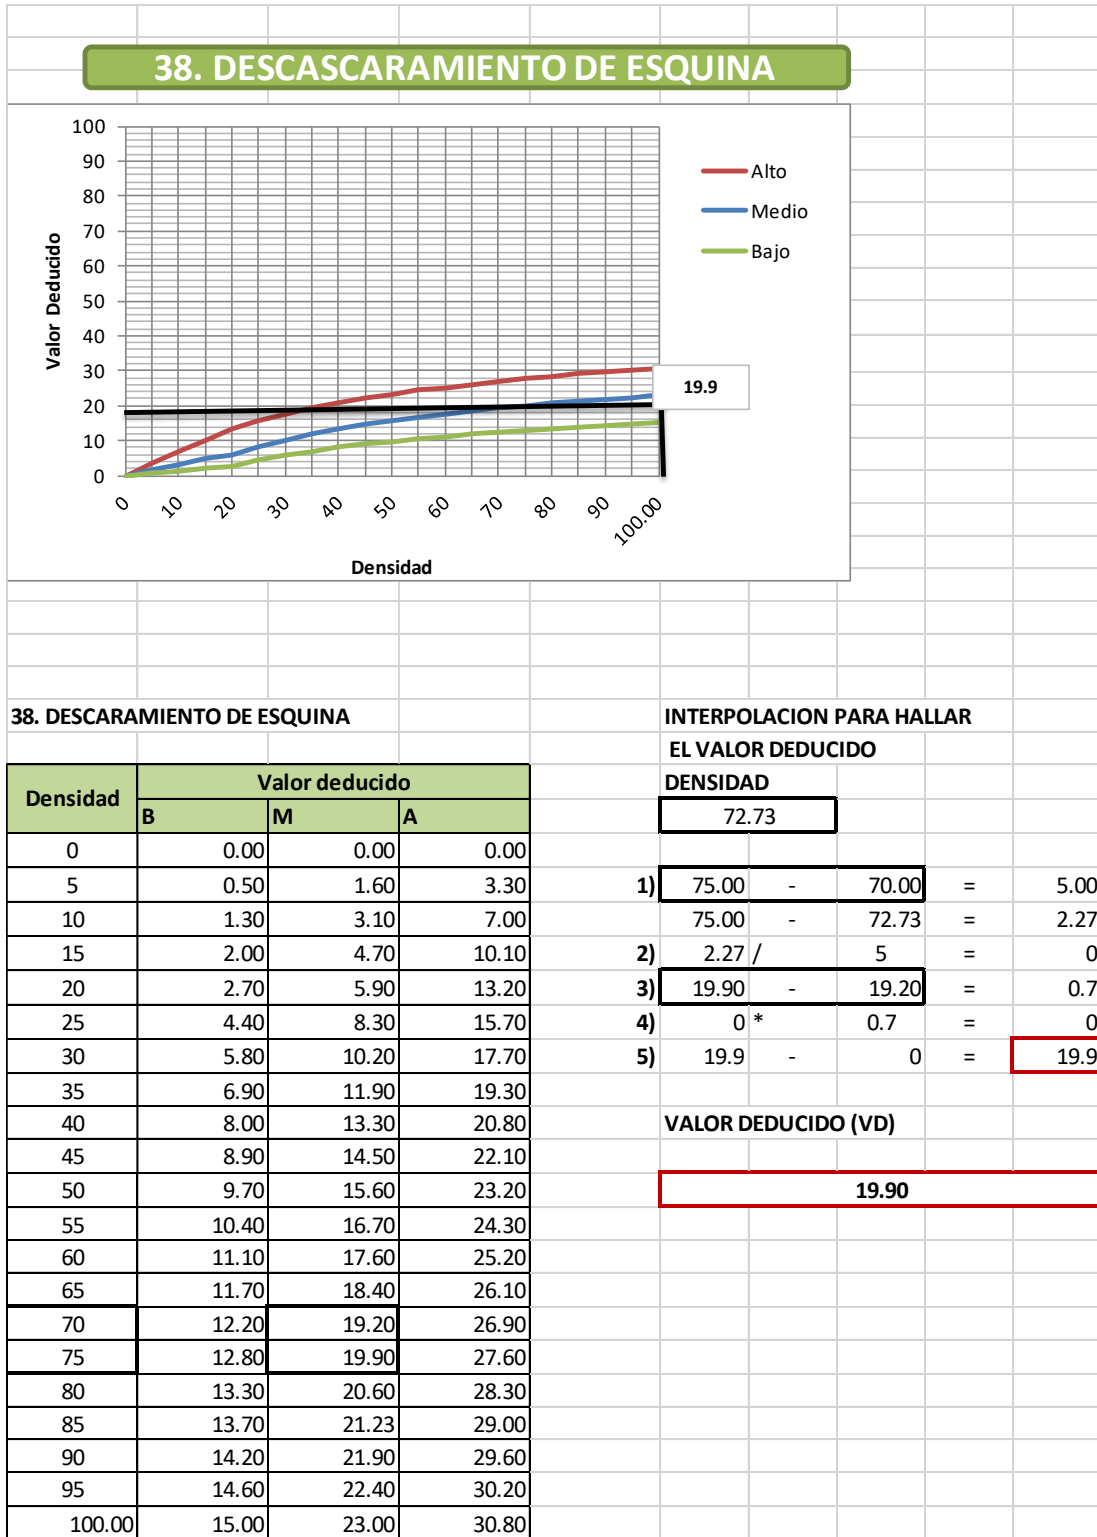 38. DESCASCARAMIENTO DE ESQUINA
100
90
80
70
60
50
40
30
20
10
0
Valor Deducido
0 10 20 30 40 50 60 70 80 90 100.00
Densidad
Alto
Medio
Bajo
19.9
38. DESCARAMIENTO DE ESQUINA
Densidad Valor deducido
B M A
0 0.00 0.00 0.00
5 0.50 1.60 3.30
10 1.30 3.10 7.00
15 2.00 4.70 10.10
20 2.70 5.90 13.20
25 4.40 8.30 15.70
30 5.80 10.20 17.70
35 6.90 11.90 19.30
40 8.00 13.30 20.80
45 8.90 14.50 22.10
50 9.70 15.60 23.20
55 10.40 16.70 24.30
60 11.10 17.60 25.20
65 11.70 18.40 26.10
70 12.20 19.20 26.90
75 12.80 19.90 27.60
80 13.30 20.60 28.30
85 13.70 21.23 29.00
90 14.20 21.90 29.60
95 14.60 22.40 30.20
100.00 15.00 23.00 30.80
INTERPOLACION PARA HALLAR
EL VALOR DEDUCIDO
DENSIDAD
72.73
1) 75.00 - 70.00 = 5.00
75.00 - 72.73 = 2.27
2) 2.27 / 5 = 0
3) 19.90 - 19.20 = 0.7
4) 0 * 0.7 = 0
5) 19.9 - 0 = 19.9
VALOR DEDUCIDO (VD)
19.90